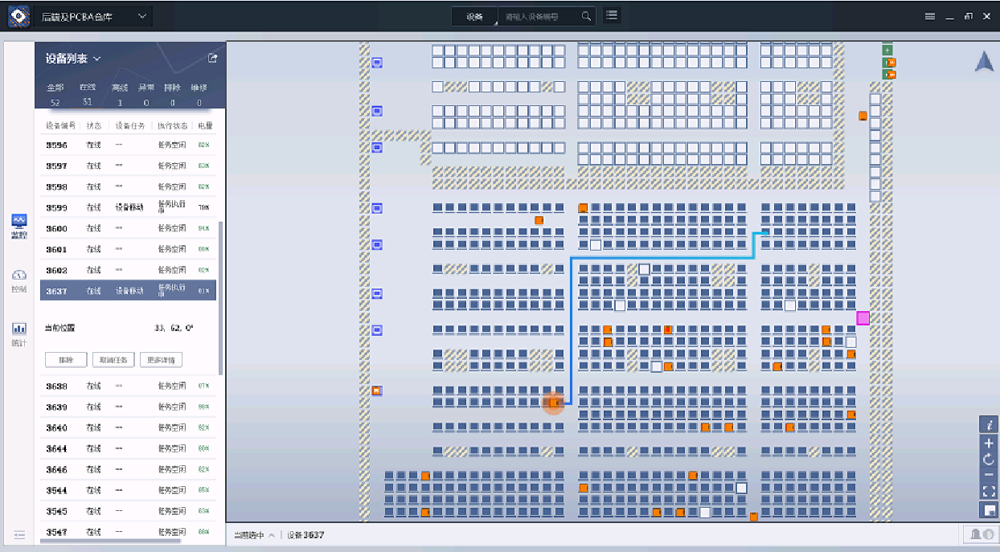 后端及PCBA仓库
设备
请输入设备编号
设备列表
全部 在线 离线 异常 排除 维修
52 51 1 0 0 0
设备编号 状态 设备任务 执行状态 电量
3596 在线 -- 任务空闲 82%
3597 在线 -- 任务空闲 83%
3598 在线 -- 任务空闲 82%
3599 在线 设备移动 任务执行中 79%
3600 在线 -- 任务空闲 84%
3601 在线 -- 任务空闲
3602 在线 -- 任务空闲 82%
3637 在线 设备移动 任务执行中 81%
当前位置 33, 62, 0°
排除 取消任务 更多详情
3638 在线 -- 任务空闲 87%
3639 在线 -- 任务空闲
3640 在线 -- 任务空闲 82%
3644 在线 -- 任务空闲 80%
3646 在线 -- 任务空闲 82%
3544 在线 -- 任务空闲 85%
3545 在线 -- 任务空闲 83%
3547 在线 -- 任务空闲
监控
控制
统计
当前选中 设备3637